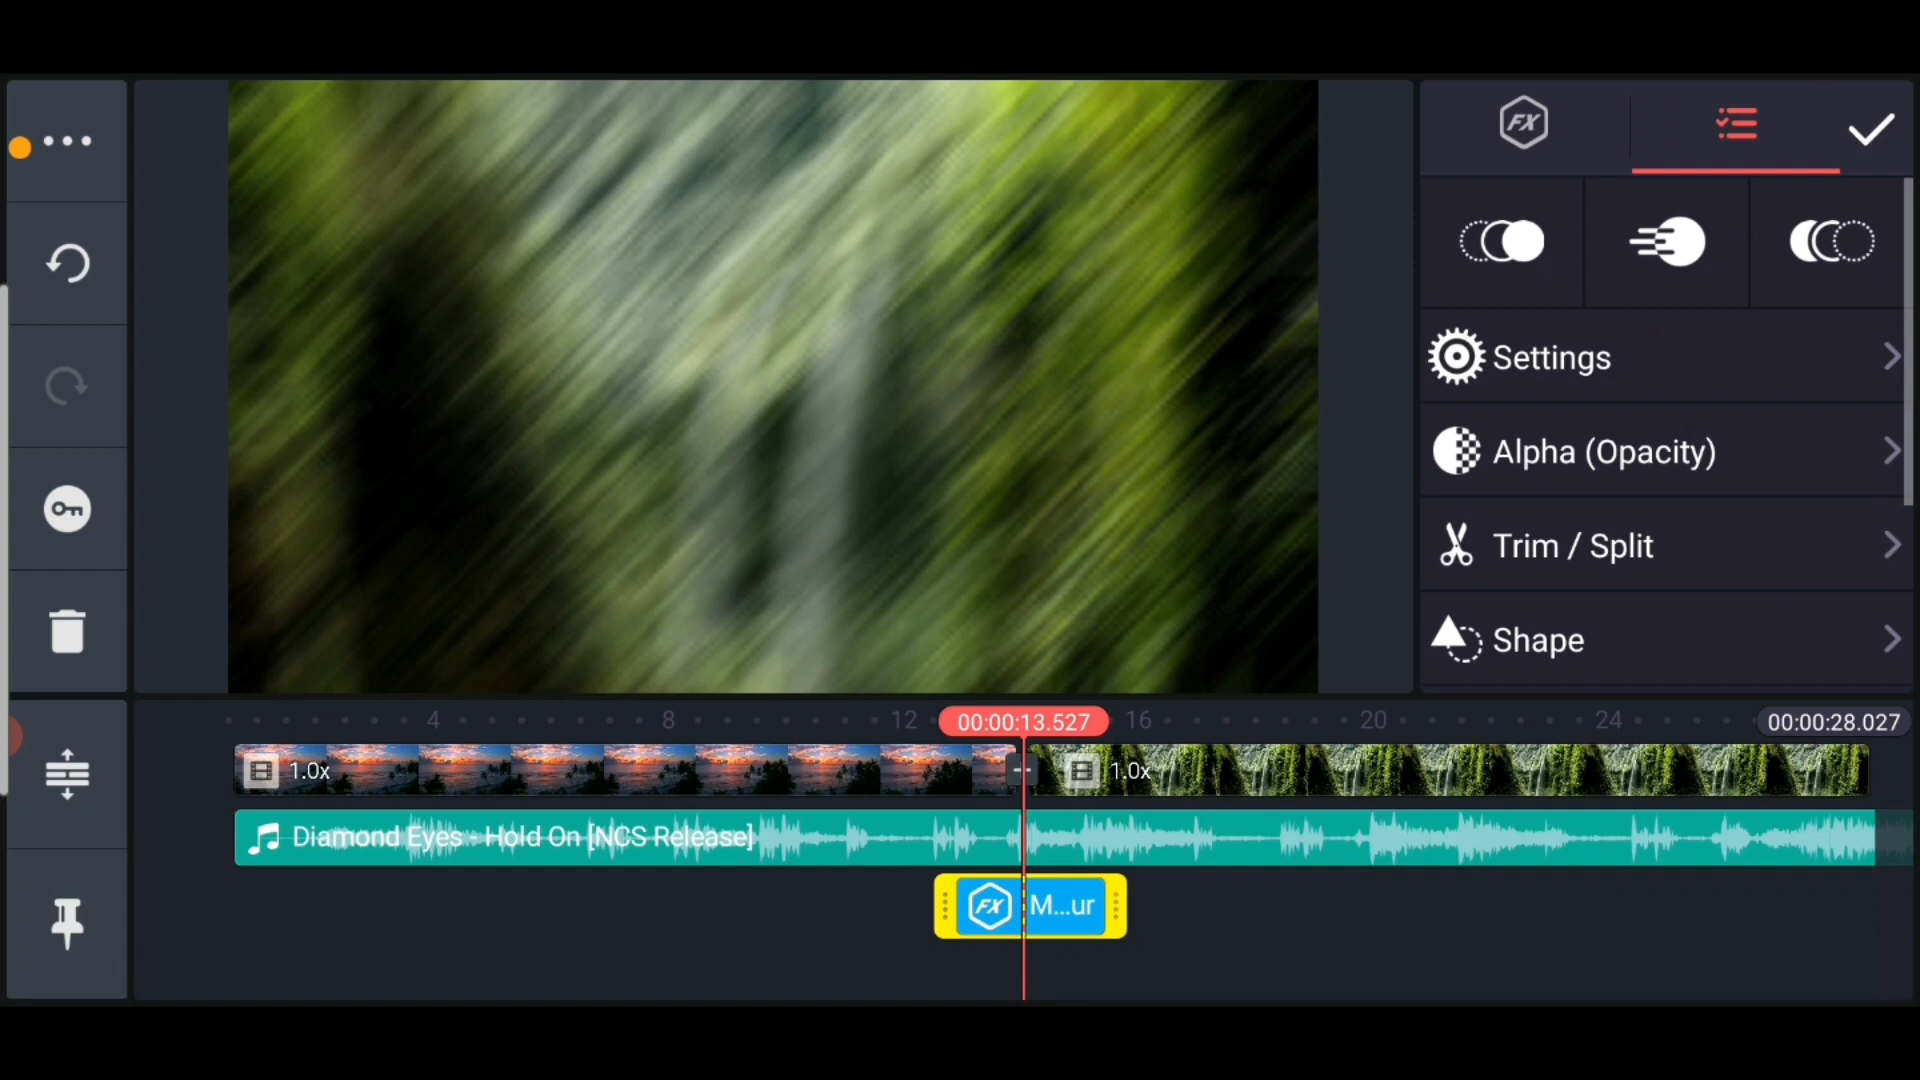 FX
Settings
Alpha (Opacity)
Trim / Split
Shape
4
8
12
00:00:13.527
16
20
24
00:00:28.027
1.0x
1.0x
Diamond Eyes - Hold On [NCS Release]
FX
M...ur